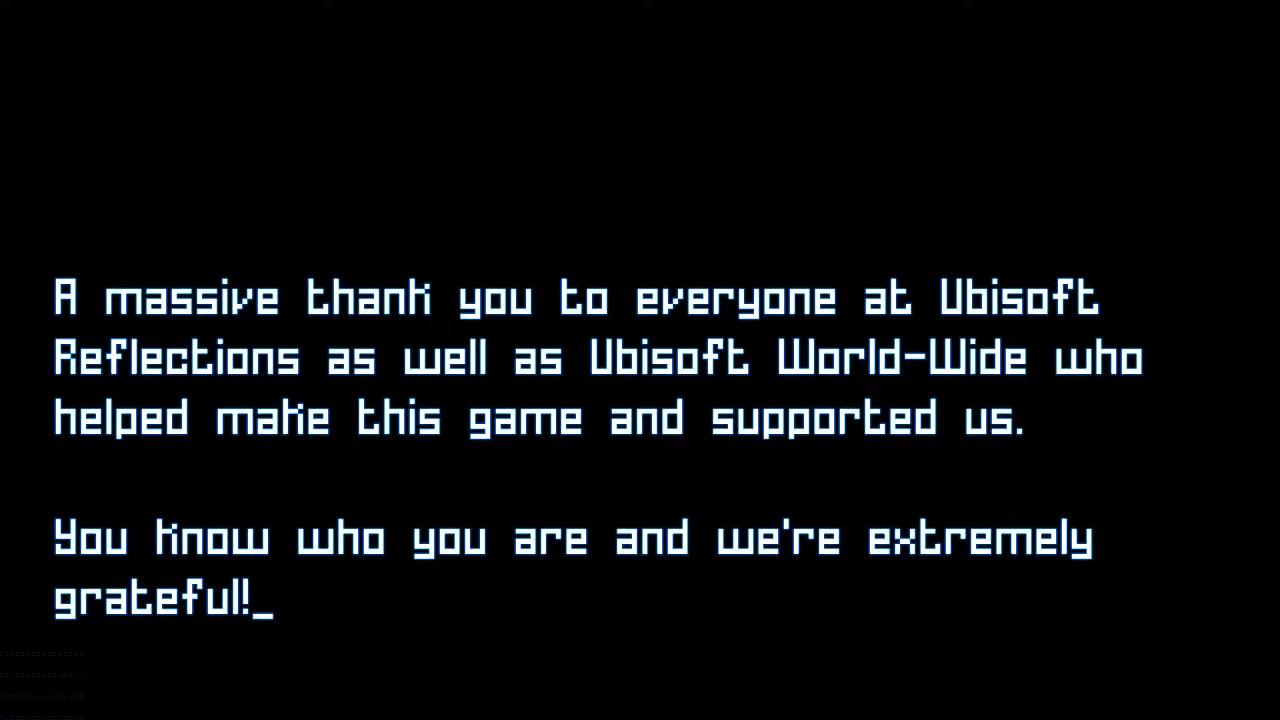 A massive thank you to everyone at Ubisoft
Reflections as well as Ubisoft World-Wide who
helped make this game and supported us.
You know who you are and we're extremely
grateful!_